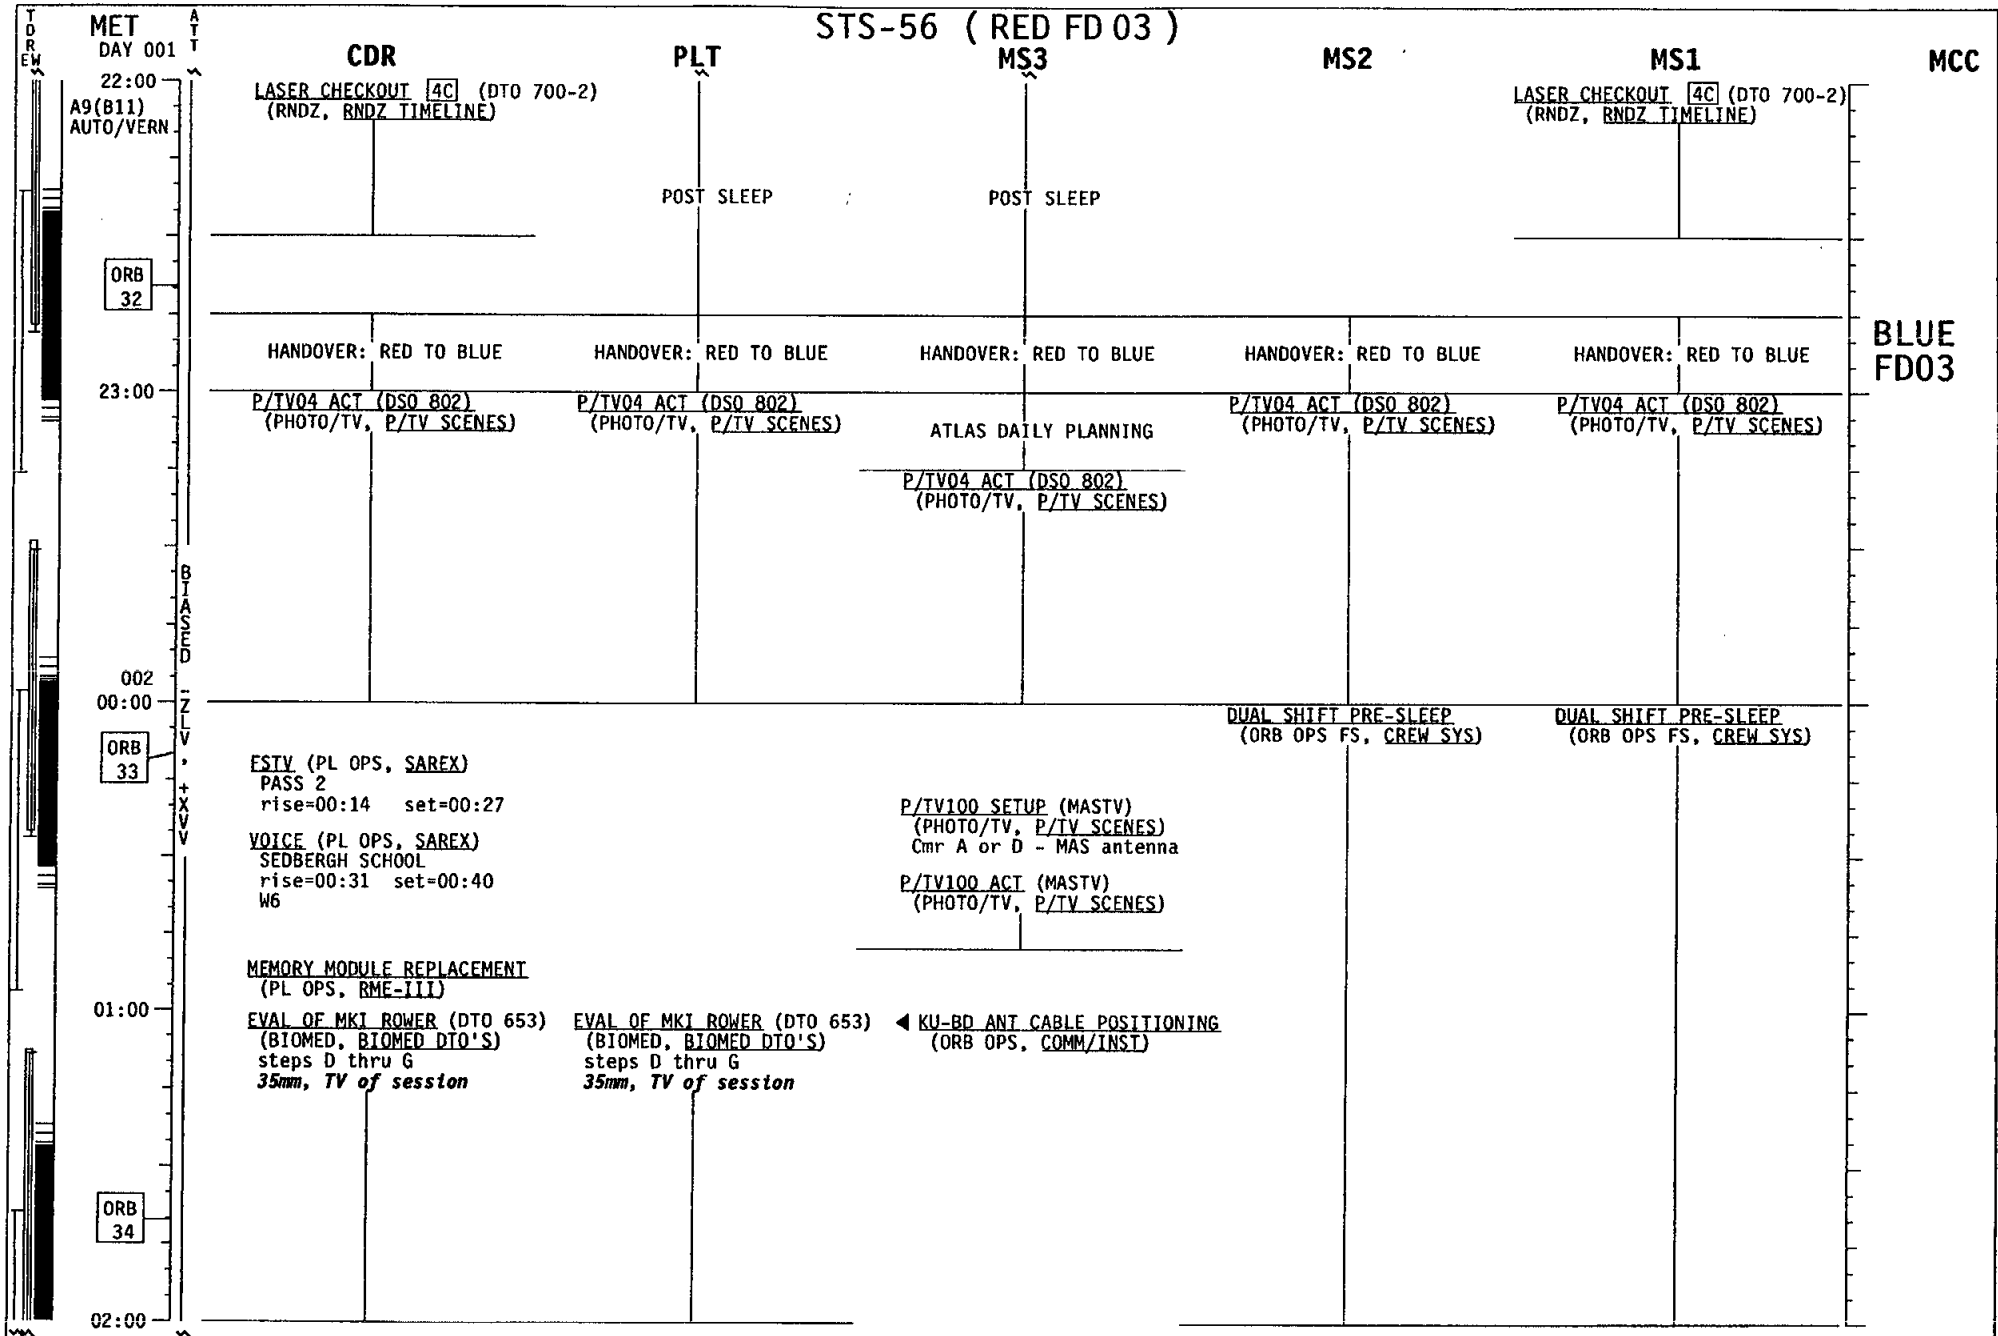 STS-56 ( RED FD 03 )
TDRE W
MET
DAY 001
ATT
CDR
PLT
MS3
MS2
MS1
MCC
22:00
A9(B11)
AUTO/VERN
LASER CHECKOUT 4C (DTO 700-2)
(RNDZ, RNDZ TIMELINE)
LASER CHECKOUT 4C (DTO 700-2)
(RNDZ, RNDZ TIMELINE)
POST SLEEP
POST SLEEP
ORB
32
HANDOVER: RED TO BLUE
HANDOVER: RED TO BLUE
HANDOVER: RED TO BLUE
HANDOVER: RED TO BLUE
HANDOVER: RED TO BLUE
BLUE
FD03
23:00
P/TV04 ACT (DSO 802)
(PHOTO/TV, P/TV SCENES)
P/TV04 ACT (DSO 802)
(PHOTO/TV, P/TV SCENES)
ATLAS DAILY PLANNING
P/TV04 ACT (DSO 802)
(PHOTO/TV, P/TV SCENES)
P/TV04 ACT (DSO 802)
(PHOTO/TV, P/TV SCENES)
P/TV04 ACT (DSO 802)
(PHOTO/TV, P/TV SCENES)
BIASED -ZLV, +XVV
002
00:00
ORB
33
DUAL SHIFT PRE-SLEEP
(ORB OPS FS, CREW SYS)
DUAL SHIFT PRE-SLEEP
(ORB OPS FS, CREW SYS)
FSTV (PL OPS, SAREX)
PASS 2
rise=00:14 set=00:27
VOICE (PL OPS, SAREX)
SEDBERGH SCHOOL
rise=00:31 set=00:40
W6
P/TV100 SETUP (MASTV)
(PHOTO/TV, P/TV SCENES)
Cmr A or D - MAS antenna
P/TV100 ACT (MASTV)
(PHOTO/TV, P/TV SCENES)
MEMORY MODULE REPLACEMENT
(PL OPS, RME-III)
01:00
EVAL OF MKI ROWER (DTO 653)
(BIOMED, BIOMED DTO'S)
steps D thru G
35mm, TV of session
EVAL OF MKI ROWER (DTO 653)
(BIOMED, BIOMED DTO'S)
steps D thru G
35mm, TV of session
◄ KU-BD ANT CABLE POSITIONING
(ORB OPS, COMM/INST)
ORB
34
02:00